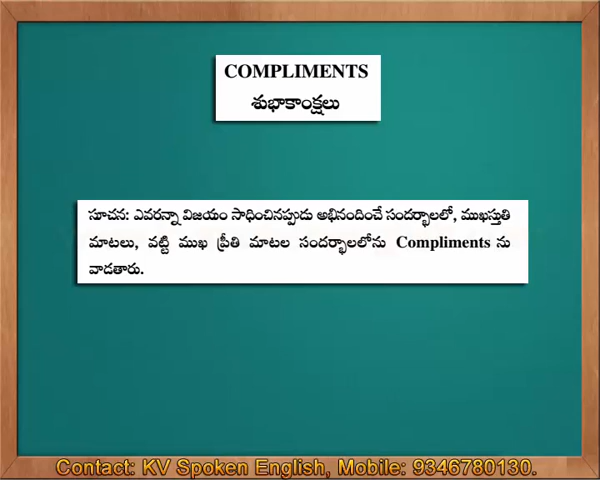 COMPLIMENTS
శుభాకాంక్షలు
సూచన: ఎవరన్నా విజయం సాధించినప్పుడు అభినందించే సందర్భాలలో, ముఖస్తుతి
మాటలు, వట్టి ముఖ ప్రీతి మాటల సందర్భాలలోను Compliments ను
వాడతారు.
Contact: KV Spoken English, Mobile: 9346780130.